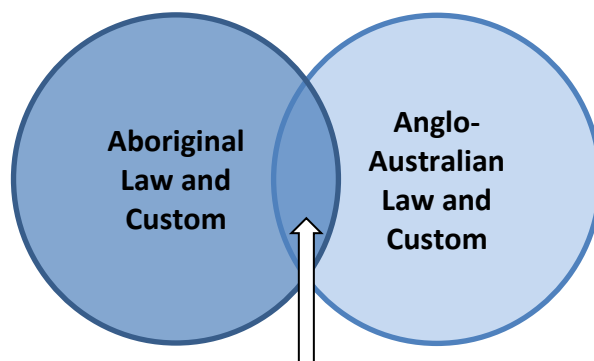 Aboriginal
Law and
Custom
Anglo-
Australian
Law and
Custom